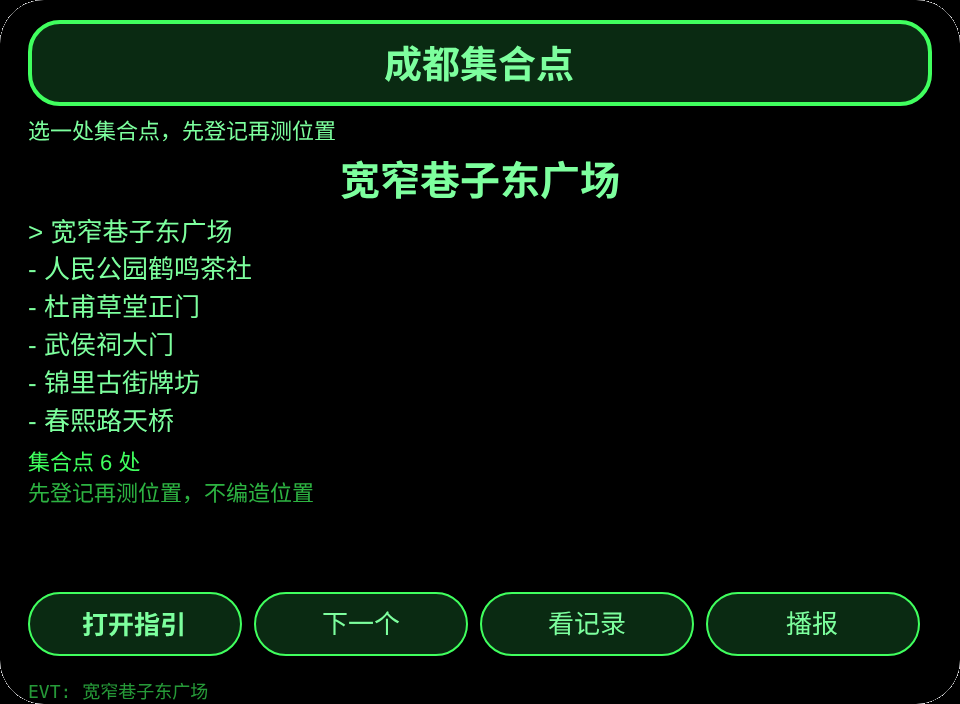 成都集合点
选一处集合点，先登记再测位置
宽窄巷子东广场
> 宽窄巷子东广场
- 人民公园鹤鸣茶社
- 杜甫草堂正门
- 武侯祠大门
- 锦里古街牌坊
- 春熙路天桥
集合点 6 处
先登记再测位置，不编造位置
打开指引
下一个
看记录
播报
EVT: 宽窄巷子东广场